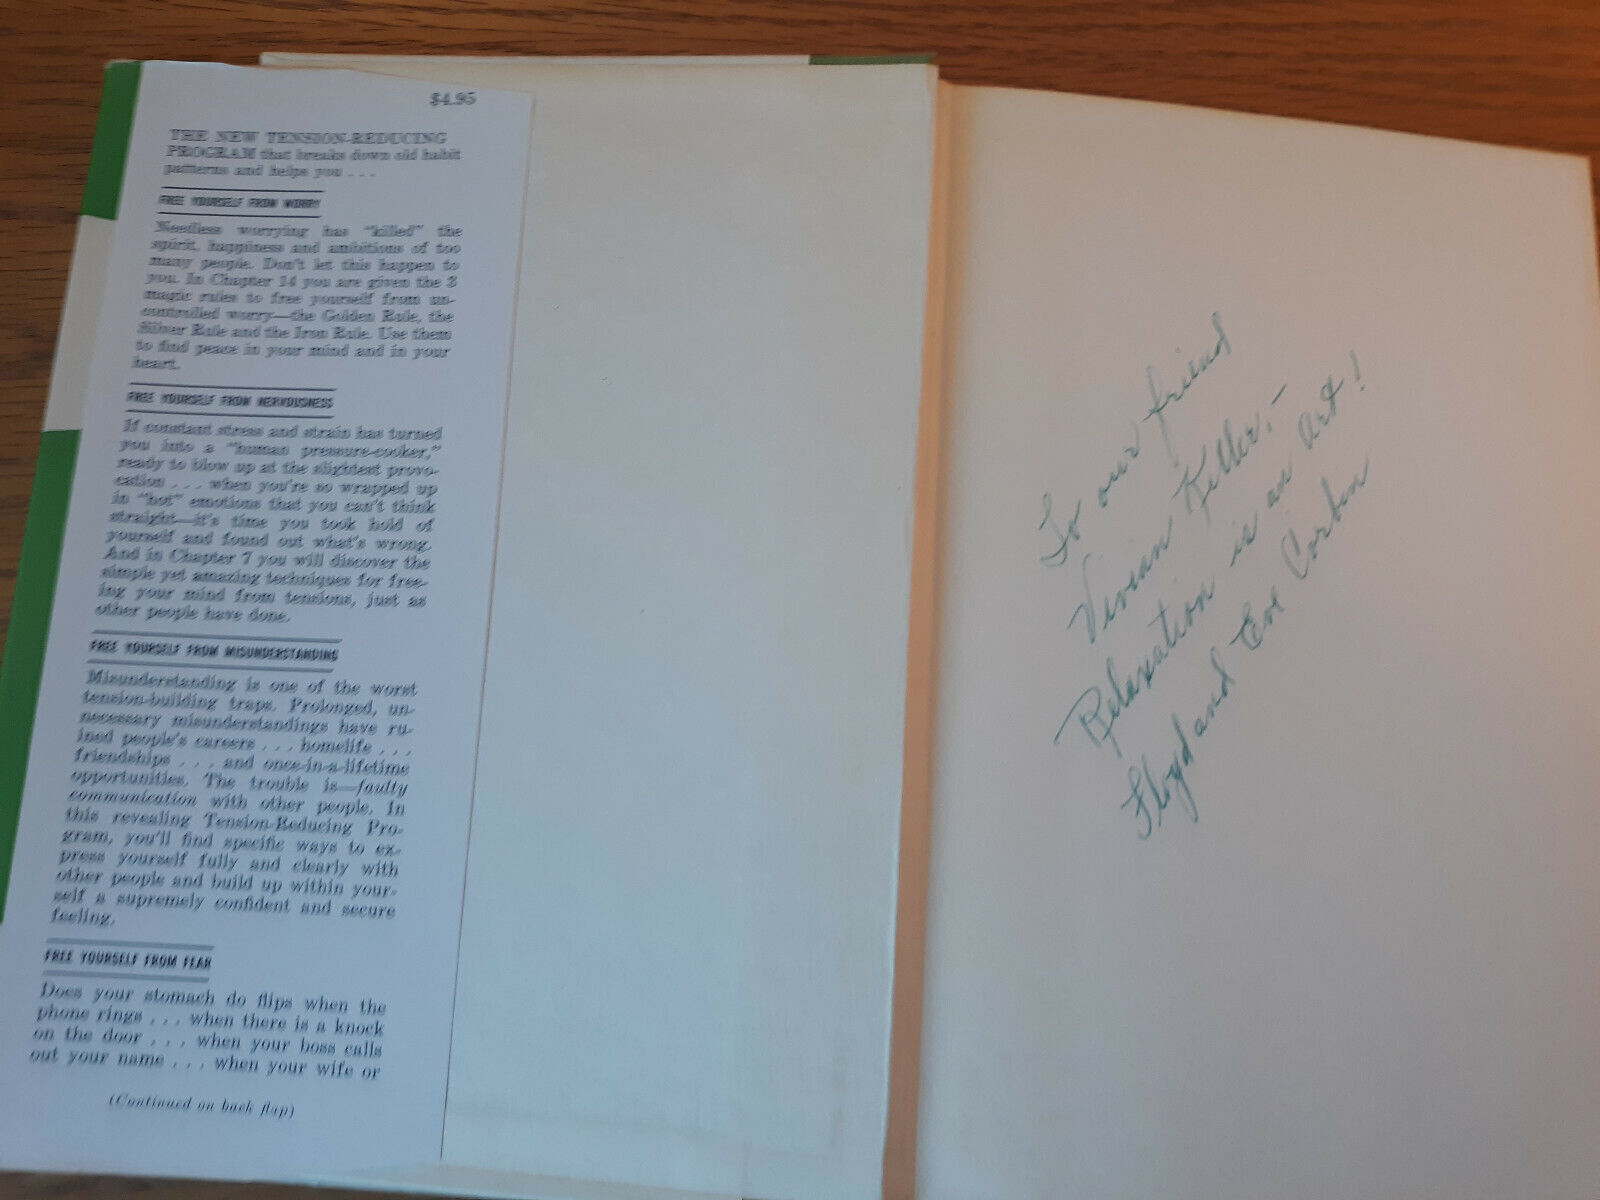 $4.95
THE NEW TENSION-REDUCING
PROGRAM that breaks down old habit
patterns and helps you . . .
FREE YOURSELF FROM WORRY
Needless worrying has "killed" the
spirit, happiness and ambitions of too
many people. Don't let this happen to
you. In Chapter 14 you are given the 3
magic rules to free yourself from un-
controlled worry—the Golden Rule, the
Silver Rule and the Iron Rule. Use them
to find peace in your mind and in your
heart.
FREE YOURSELF FROM NERVOUSNESS
If constant stress and strain has turned
you into a "human pressure-cooker,"
ready to blow up at the slightest provo-
cation . . . when you're so wrapped up
in "hot" emotions that you can't think
straight—it's time you took hold of
yourself and found out what's wrong.
And in Chapter 7 you will discover the
simple yet amazing techniques for free-
ing your mind from tensions, just as
other people have done.
FREE YOURSELF FROM MISUNDERSTANDING
Misunderstanding is one of the worst
tension-building traps. Prolonged, un-
necessary misunderstandings have ru-
ined people's careers . . . homelife . . .
friendships . . . and once-in-a-lifetime
opportunities. The trouble is—faulty
communication with other people. In
this revealing Tension-Reducing Pro-
gram, you'll find specific ways to ex-
press yourself fully and clearly with
other people and build up within your-
self a supremely confident and secure
feeling.
FREE YOURSELF FROM FEAR
Does your stomach do flips when the
phone rings . . . when there is a knock
on the door . . . when your boss calls
out your name . . . when your wife or
(Continued on back flap)
To our friend
Vivian Keller,-
Relaxation is an art!
Floyd and Eve Corbin